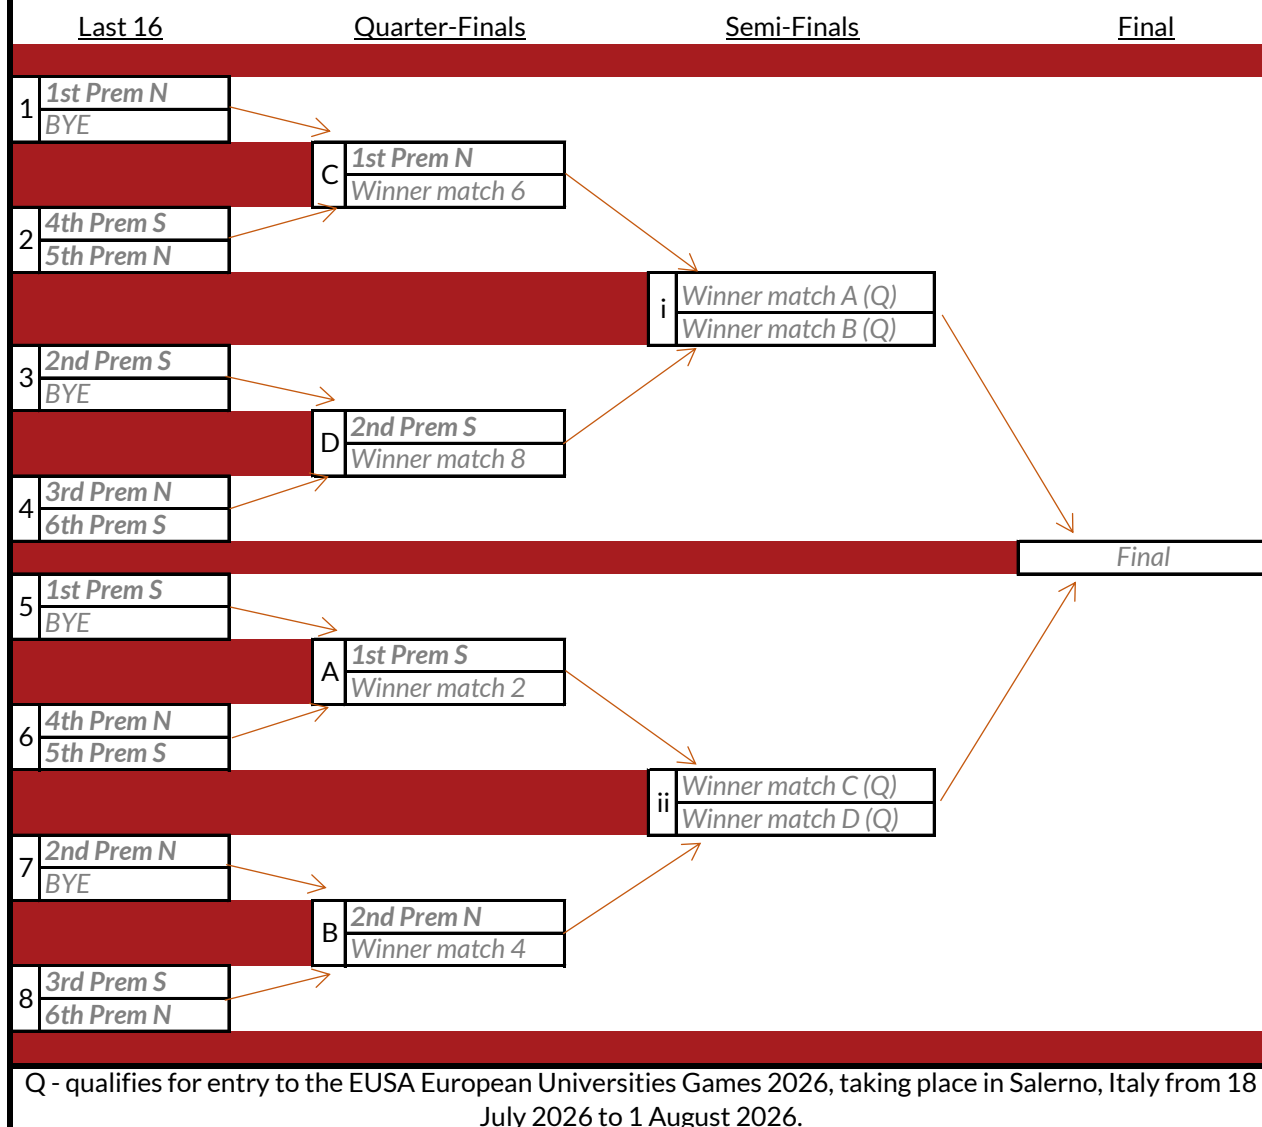 Last 16
Quarter-Finals
Semi-Finals
Final
1
1st Prem N
BYE
C
1st Prem N
Winner match 6
2
4th Prem S
5th Prem N
i
Winner match A (Q)
Winner match B (Q)
3
2nd Prem S
BYE
D
2nd Prem S
Winner match 8
4
3rd Prem N
6th Prem S
Final
5
1st Prem S
BYE
A
1st Prem S
Winner match 2
6
4th Prem N
5th Prem S
ii
Winner match C (Q)
Winner match D (Q)
7
2nd Prem N
BYE
B
2nd Prem N
Winner match 4
8
3rd Prem S
6th Prem N
Q - qualifies for entry to the EUSA European Universities Games 2026, taking place in Salerno, Italy from 18
July 2026 to 1 August 2026.